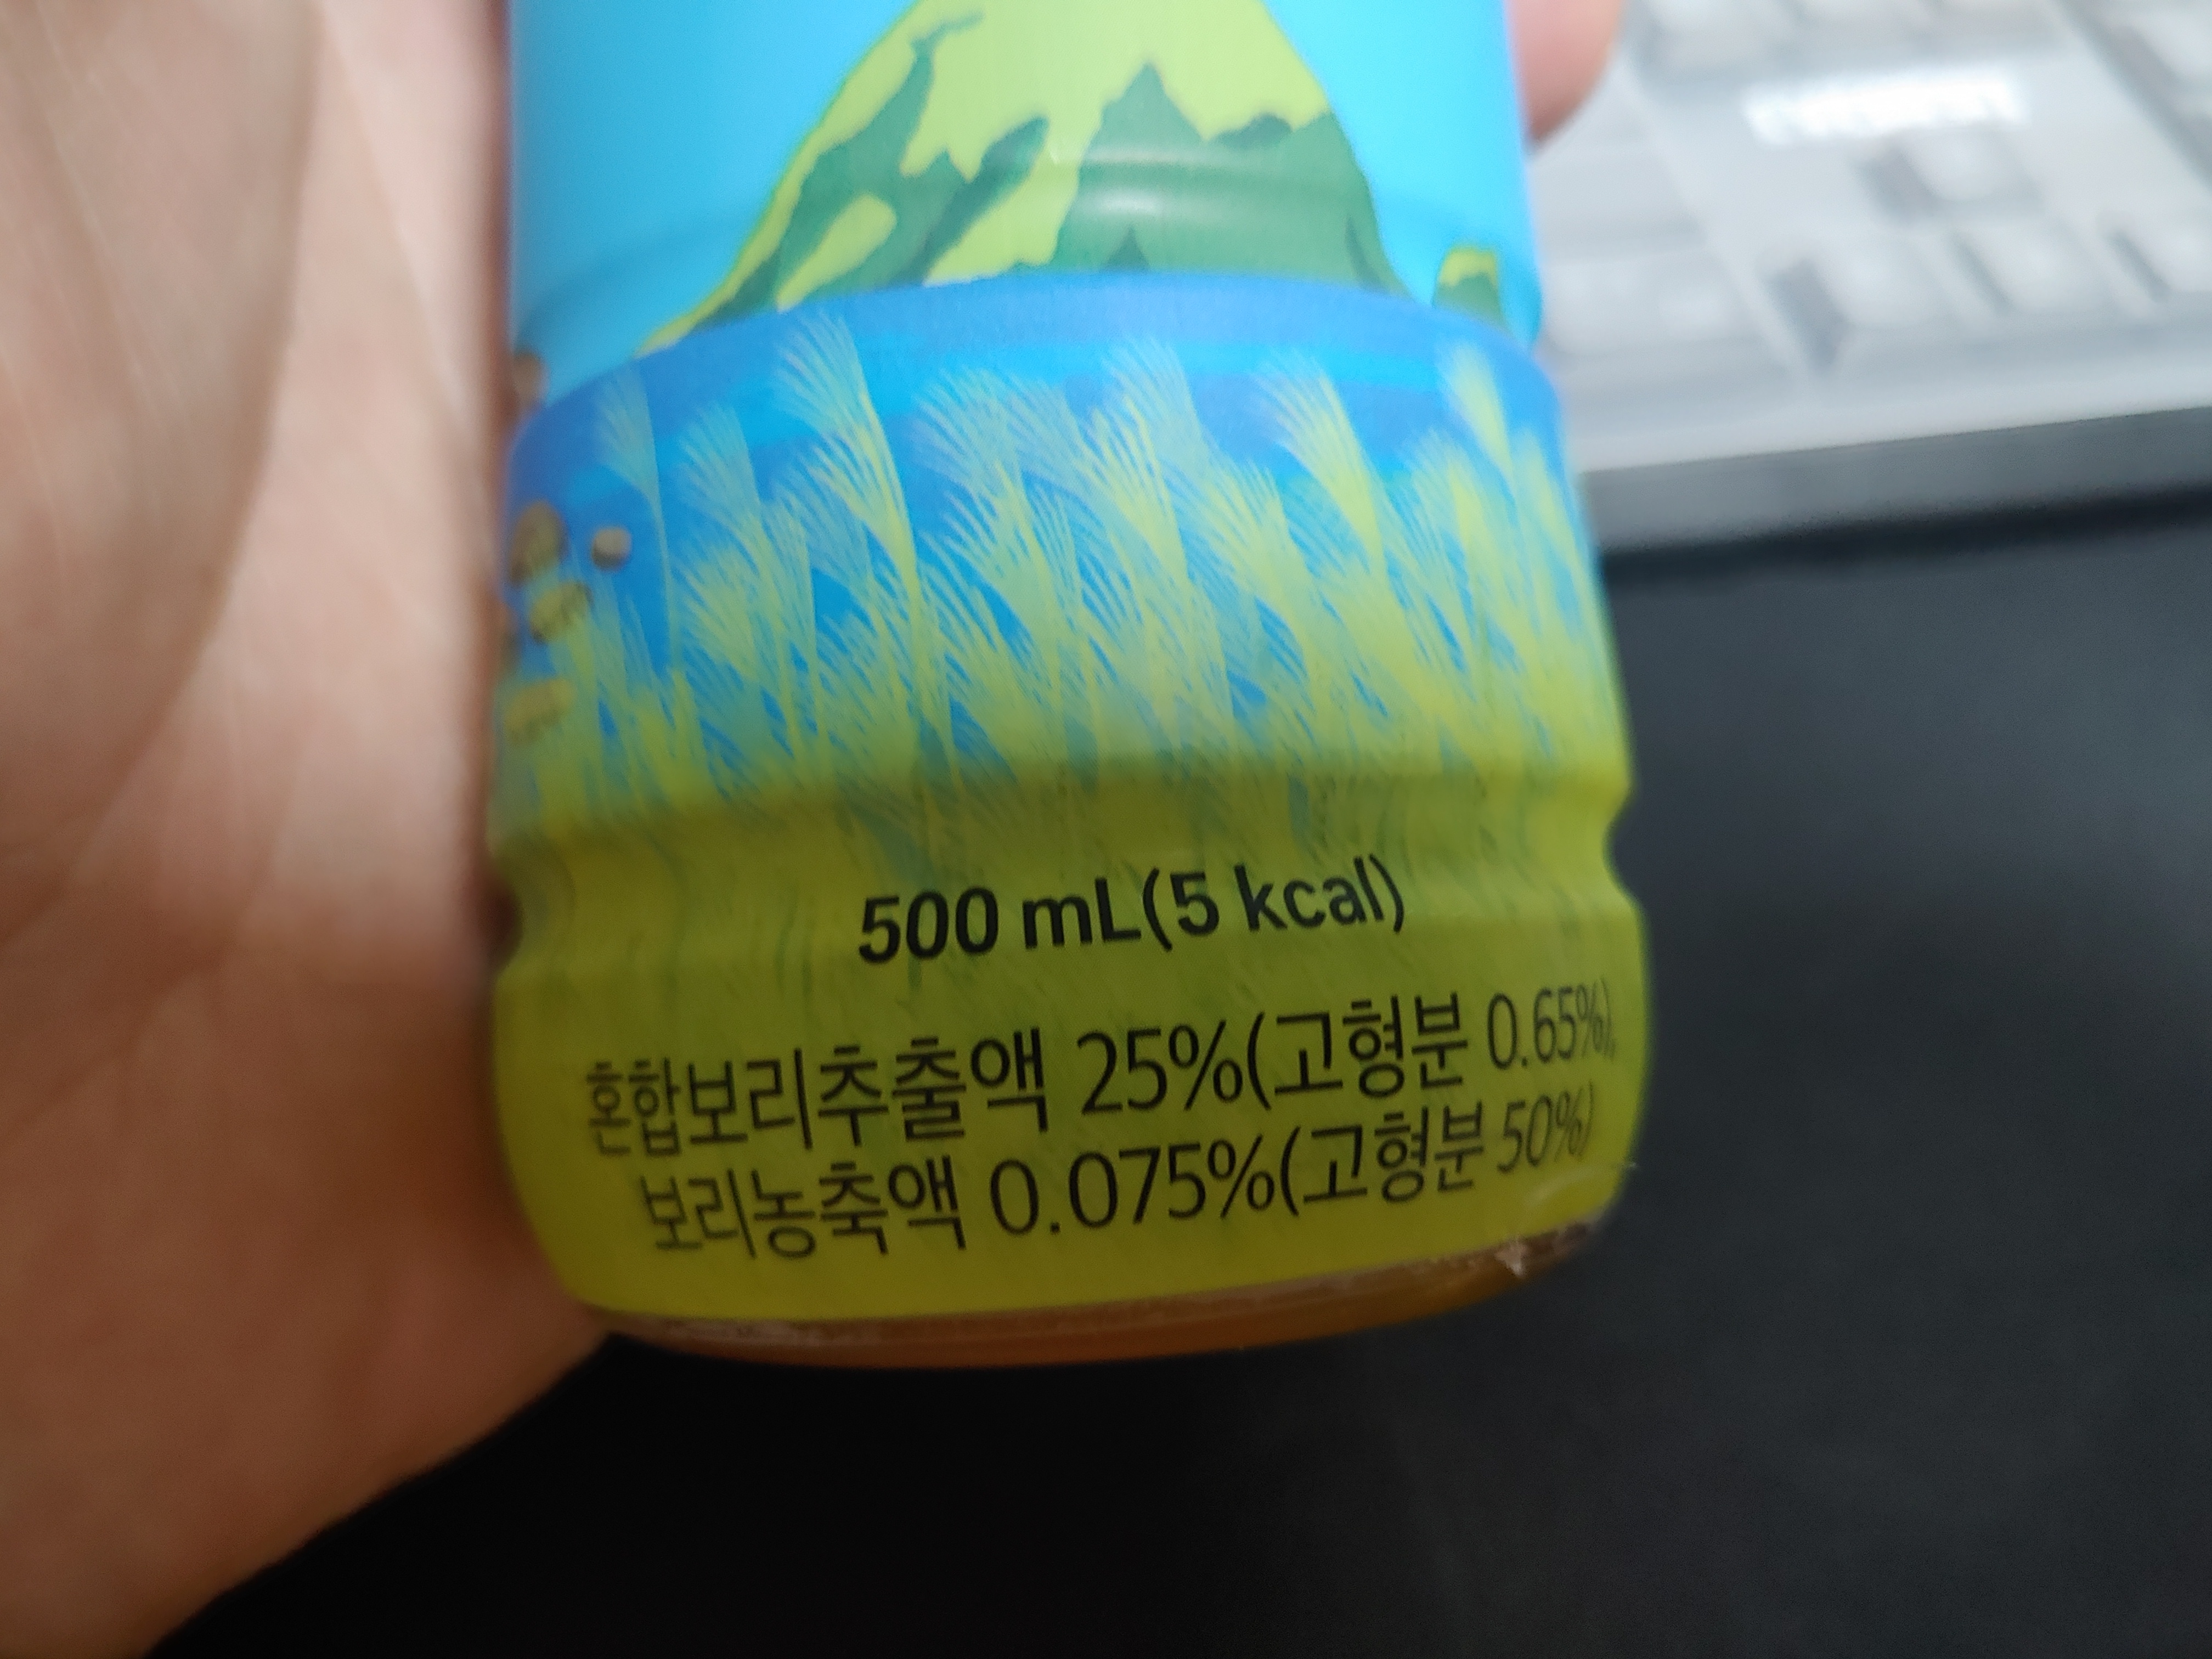 500 mL(5 kcal)
혼합보리추출액 25%(고형분 0.65%),
보리농축액 0.075%(고형분 50%)